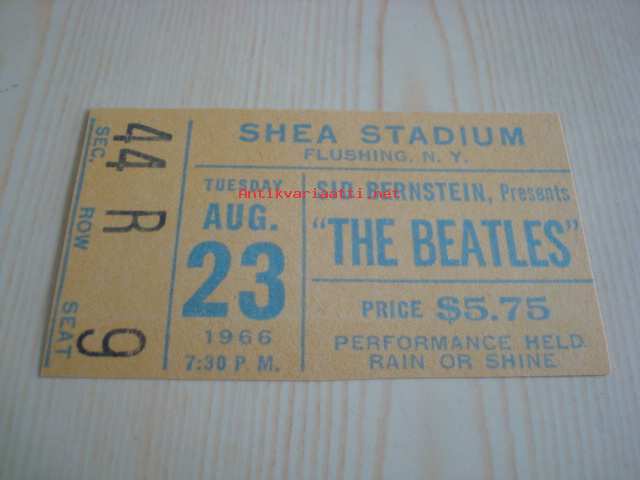 SEC. 44
ROW R
SEAT 9
SHEA STADIUM
FLUSHING, N. Y.
TUESDAY
AUG.
23
1966
7:30 P. M.
SID BERNSTEIN, Presents
"THE BEATLES"
PRICE $5.75
PERFORMANCE HELD
RAIN OR SHINE
Antikvariaatii.net